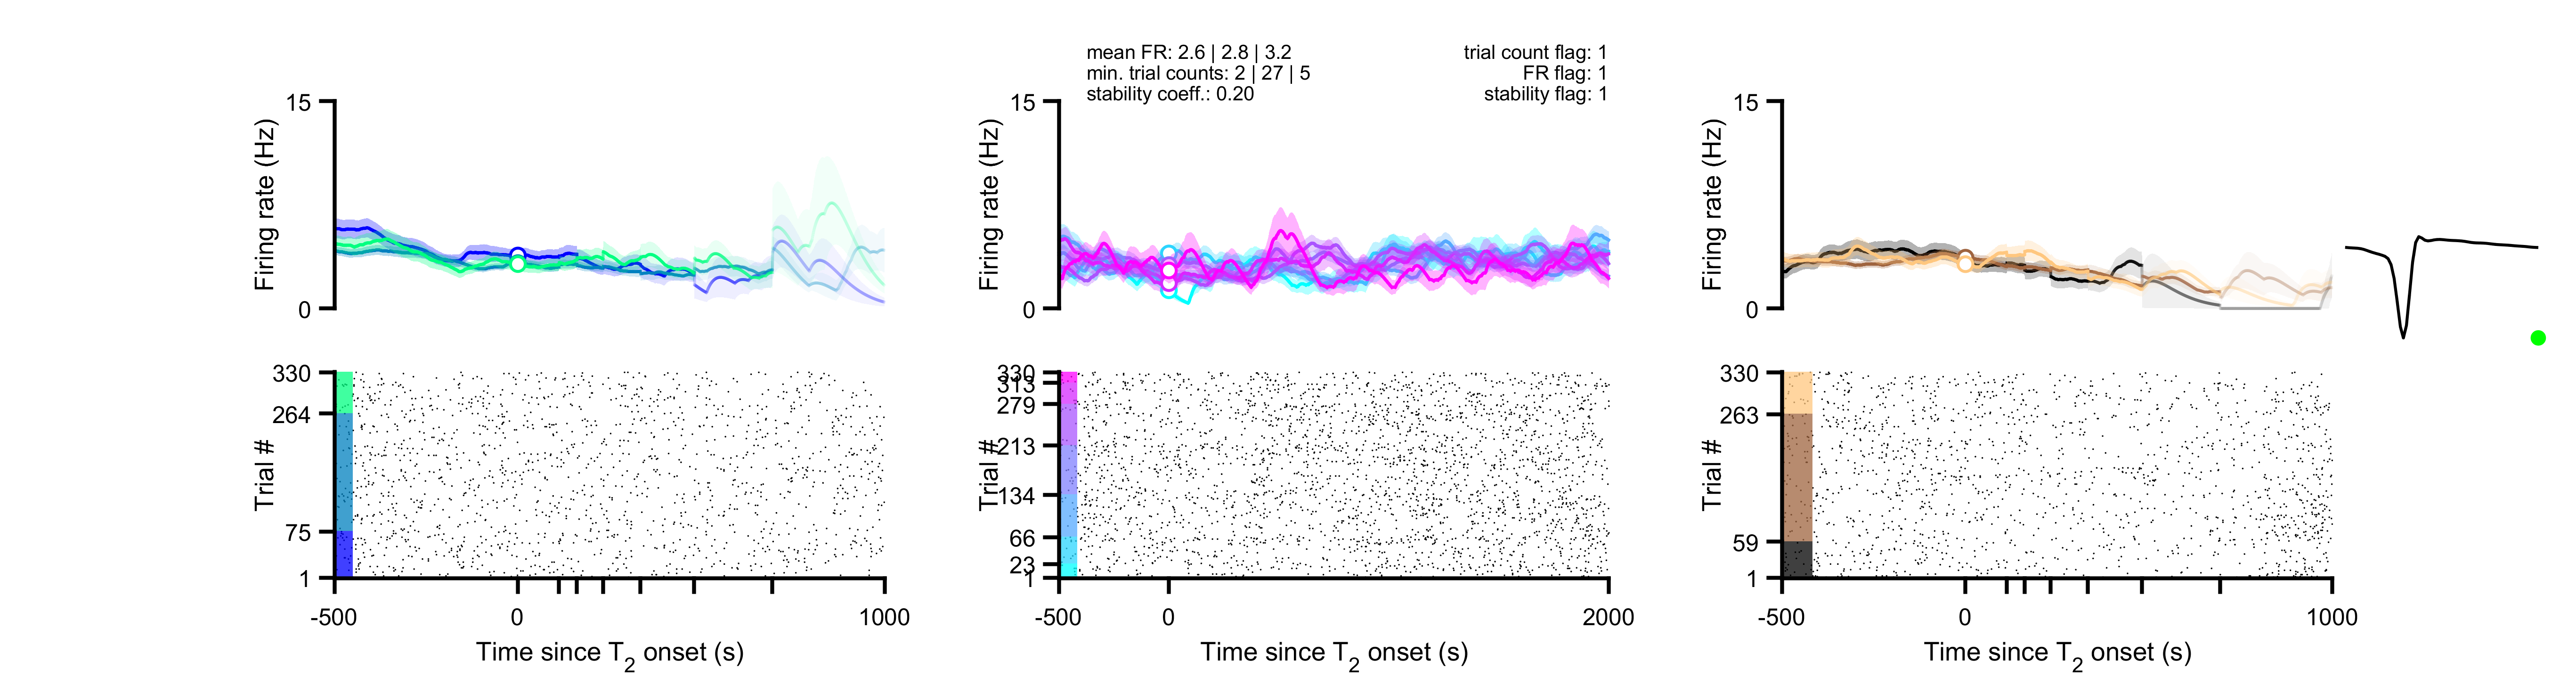 mean FR: 2.6 | 2.8 | 3.2
min. trial counts: 2 | 27 | 5
stability coeff.: 0.20
trial count flag: 1
FR flag: 1
stability flag: 1
15
0
Firing rate (Hz)
15
0
Firing rate (Hz)
15
0
Firing rate (Hz)
330
264
75
1
Trial #
-500
0
1000
Time since T2 onset (s)
330
313
279
213
134
66
23
1
Trial #
-500
0
2000
Time since T2 onset (s)
330
263
59
1
Trial #
-500
0
1000
Time since T2 onset (s)